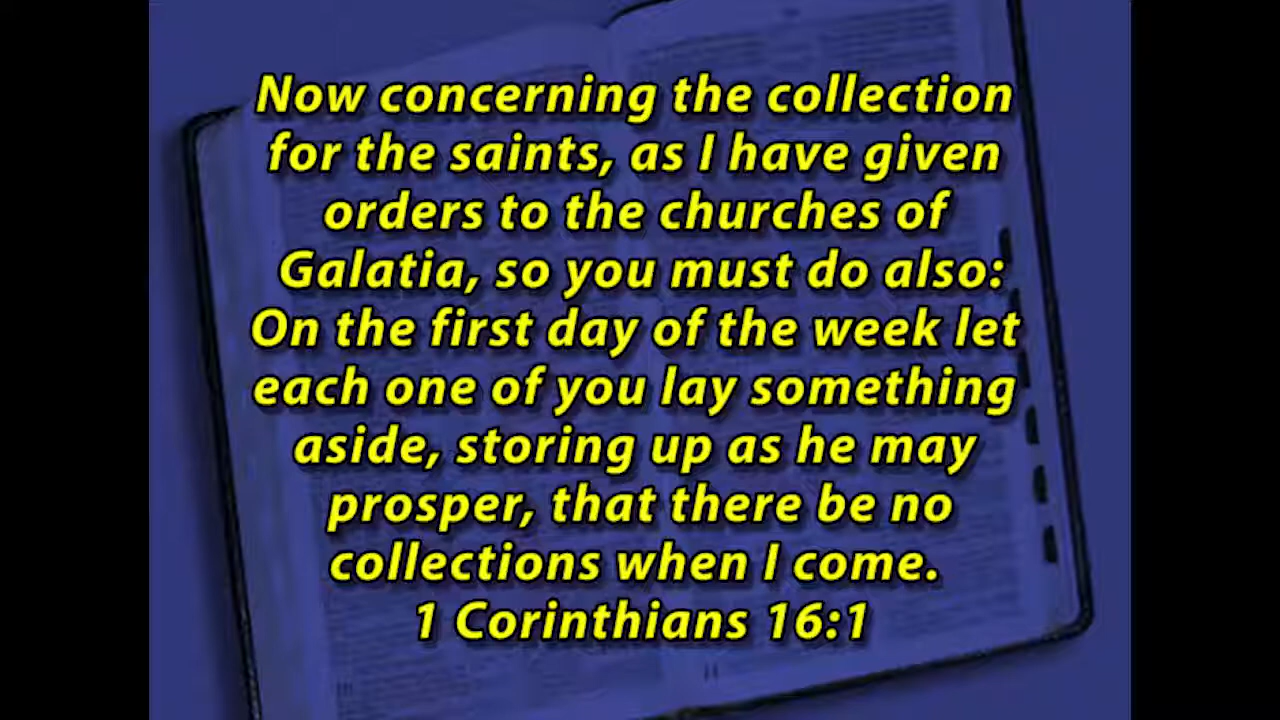 Now concerning the collection
for the saints, as I have given
orders to the churches of
Galatia, so you must do also:
On the first day of the week let
each one of you lay something
aside, storing up as he may
prosper, that there be no
collections when I come.
1 Corinthians 16:1